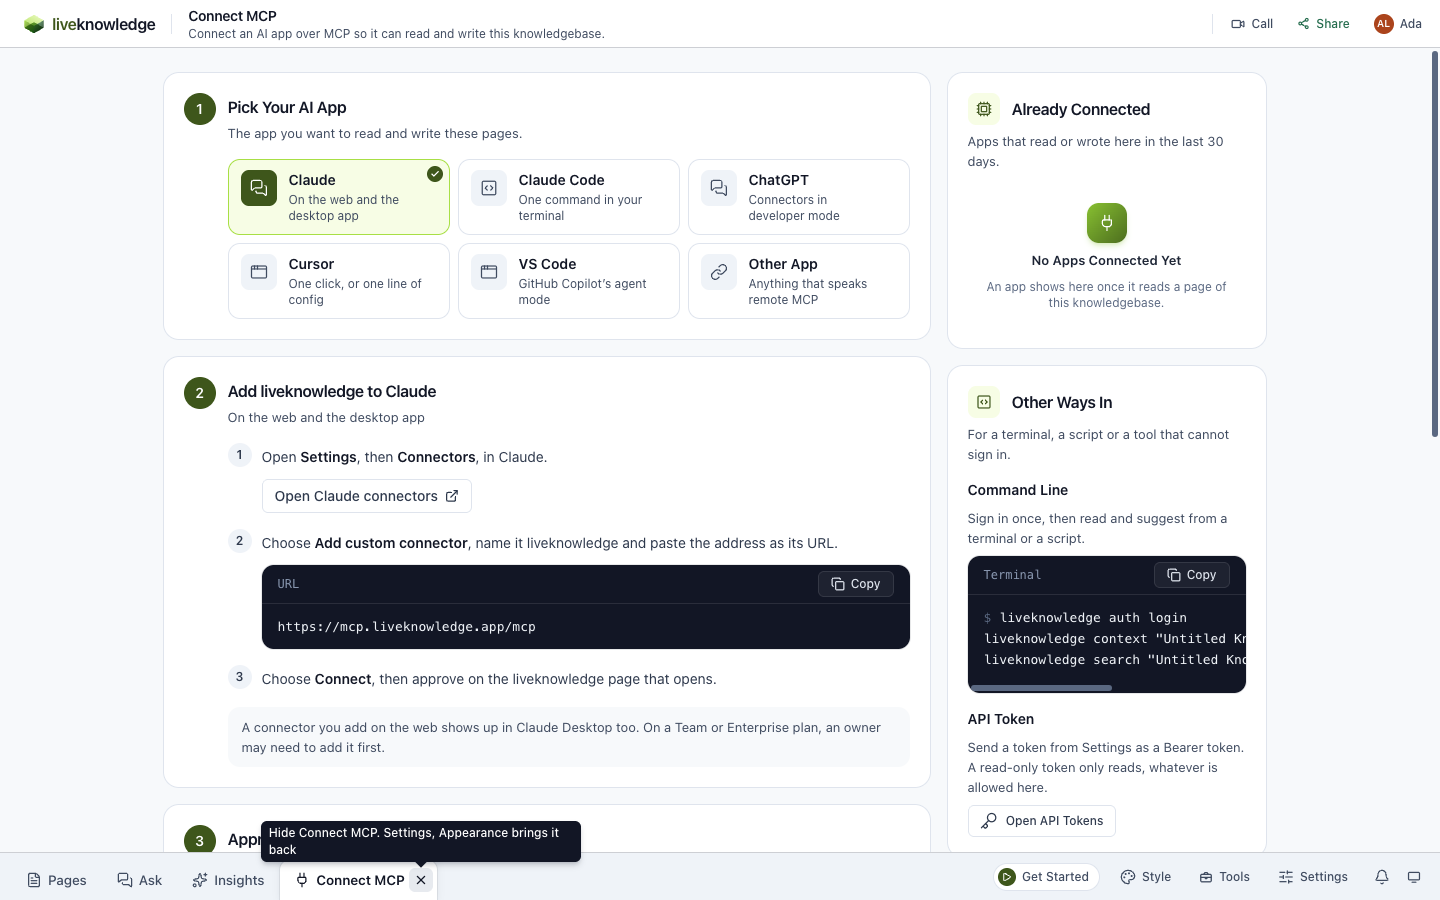 liveknowledge
Connect MCP
Connect an AI app over MCP so it can read and write this knowledgebase.
Call
Share
AL
Ada
1
Pick Your AI App
The app you want to read and write these pages.
Claude
On the web and the
desktop app
Claude Code
One command in your
terminal
ChatGPT
Connectors in
developer mode
Cursor
One click, or one line of
config
VS Code
GitHub Copilot's agent
mode
Other App
Anything that speaks
remote MCP
2
Add liveknowledge to Claude
On the web and the desktop app
1
Open Settings, then Connectors, in Claude.
Open Claude connectors
2
Choose Add custom connector, name it liveknowledge and paste the address as its URL.
URL
Copy
https://mcp.liveknowledge.app/mcp
3
Choose Connect, then approve on the liveknowledge page that opens.
A connector you add on the web shows up in Claude Desktop too. On a Team or Enterprise plan, an owner
may need to add it first.
3
Already Connected
Apps that read or wrote here in the last 30
days.
No Apps Connected Yet
An app shows here once it reads a page of
this knowledgebase.
Other Ways In
For a terminal, a script or a tool that cannot
sign in.
Command Line
Sign in once, then read and suggest from a
terminal or a script.
Terminal
Copy
$ liveknowledge auth login
liveknowledge context "Untitled Kn
liveknowledge search "Untitled Kno
API Token
Send a token from Settings as a Bearer token.
A read-only token only reads, whatever is
allowed here.
Open API Tokens
Hide Connect MCP. Settings, Appearance brings it
back
Pages
Ask
Insights
Connect MCP
Get Started
Style
Tools
Settings